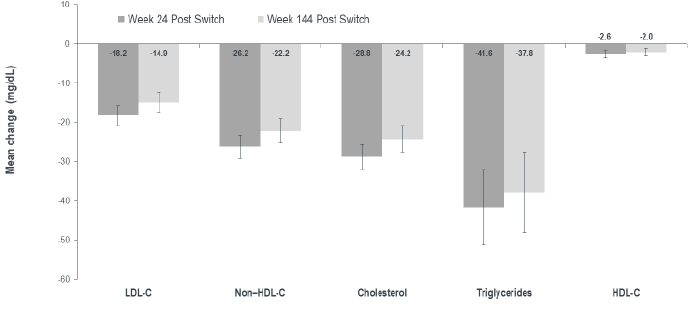 10
Week 24 Post Switch
Week 144 Post Switch
-2.6
-2.0
0
-18.2
-14.9
-26.2
-22.2
-28.8
-24.2
-41.6
-37.8
-10
-20
-30
-40
-50
-60
Mean change (mg/dL)
LDL-C
Non–HDL-C
Cholesterol
Triglycerides
HDL-C